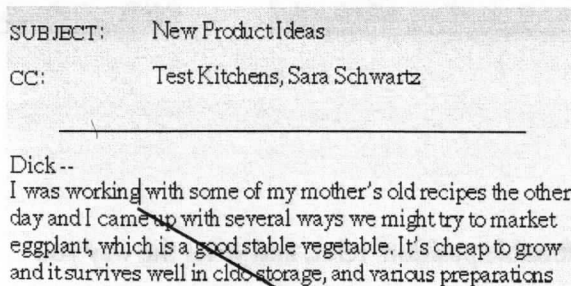 SUBJECT: New Product Ideas
CC: Test Kitchens, Sara Schwartz
Dick--
I was working with some of my mother's old recipes the other
day and I came up with several ways we might try to market
eggplant, which is a good stable vegetable. It's cheap to grow
and it survives well in cldo storage, and various preparations